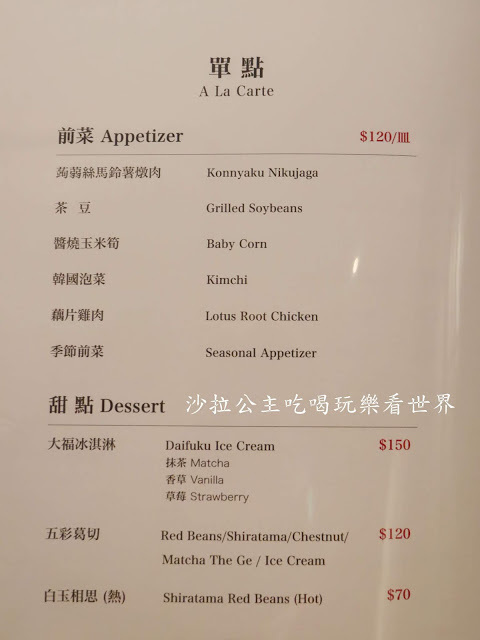 單點
A La Carte
前菜 Appetizer $120/皿
蒟蒻絲馬鈴薯燉肉 Konnyaku Nikujaga
茶 豆 Grilled Soybeans
醬燒玉米筍 Baby Corn
韓國泡菜 Kimchi
藕片雞肉 Lotus Root Chicken
季節前菜 Seasonal Appetizer
甜 點 Dessert 沙拉公主吃喝玩樂看世界
大福冰淇淋 Daifuku Ice Cream $150
抹茶 Matcha
香草 Vanilla
草莓 Strawberry
五彩葛切 Red Beans/Shiratama/Chestnut/ $120
Matcha The Ge / Ice Cream
白玉相思 (熱) Shiratama Red Beans (Hot) $70